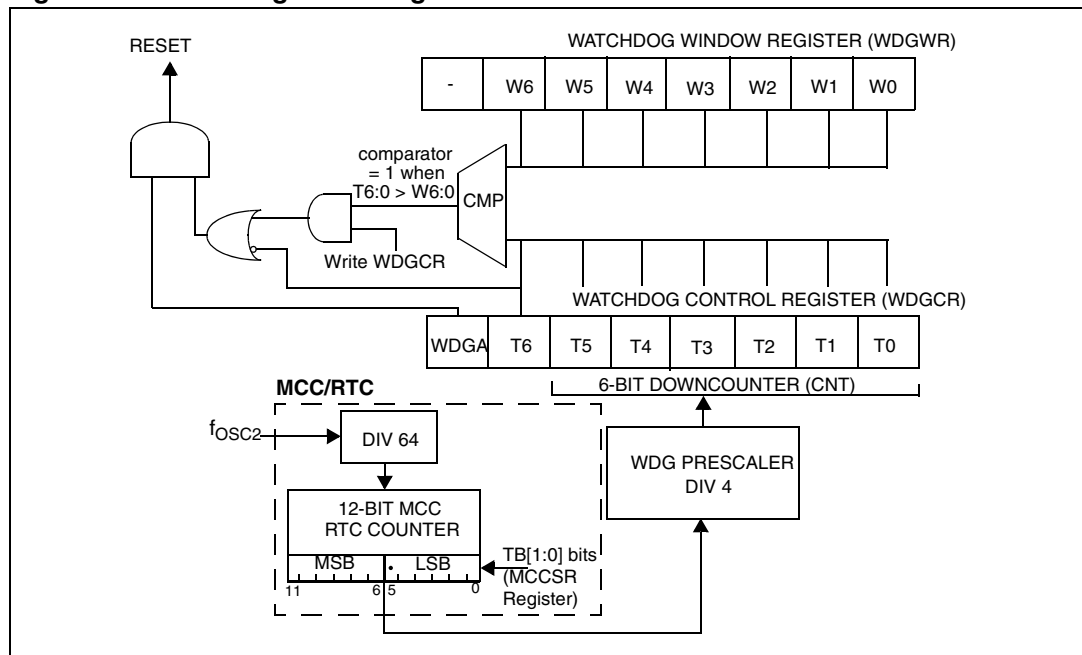 RESET
WATCHDOG WINDOW REGISTER (WDGWR)
- W6 W5 W4 W3 W2 W1 W0
comparator
= 1 when
T6:0 > W6:0
CMP
Write WDGCR
WATCHDOG CONTROL REGISTER (WDGCR)
WDGA T6 T5 T4 T3 T2 T1 T0
6-BIT DOWNCOUNTER (CNT)
MCC/RTC
fOSC2
DIV 64
WDG PRESCALER
DIV 4
12-BIT MCC
RTC COUNTER
MSB LSB
11 6 5 0
TB[1:0] bits
(MCCSR
Register)